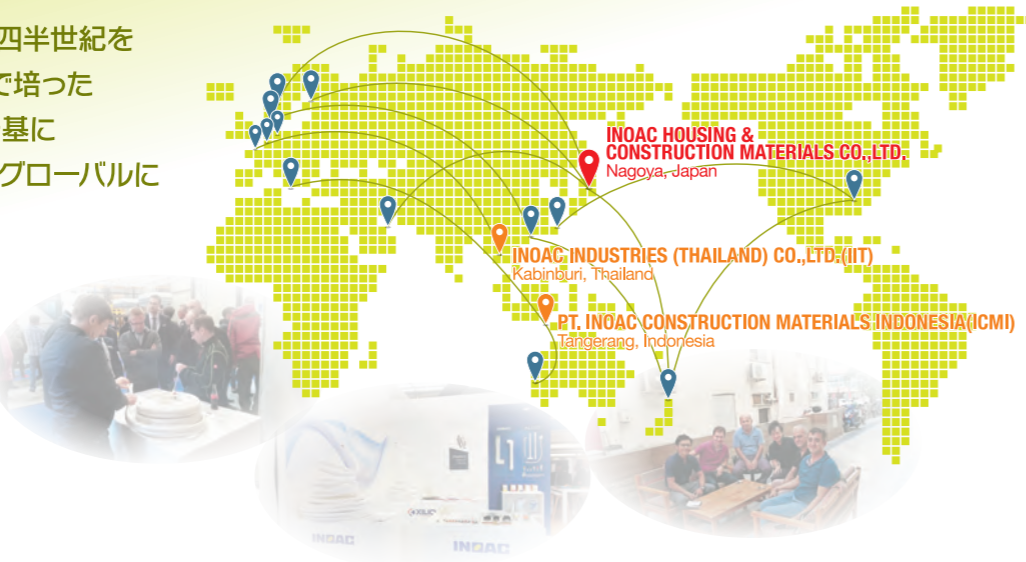 四半世紀を
で培った
基に
グローバルに
INOAC HOUSING &
CONSTRUCTION MATERIALS CO.,LTD.
Nagoya, Japan
INOAC INDUSTRIES (THAILAND) CO.,LTD.(IIT)
Kabinburi, Thailand
PT. INOAC CONSTRUCTION MATERIALS INDONESIA(ICMI)
Tangerang, Indonesia
INOAC
INOAC